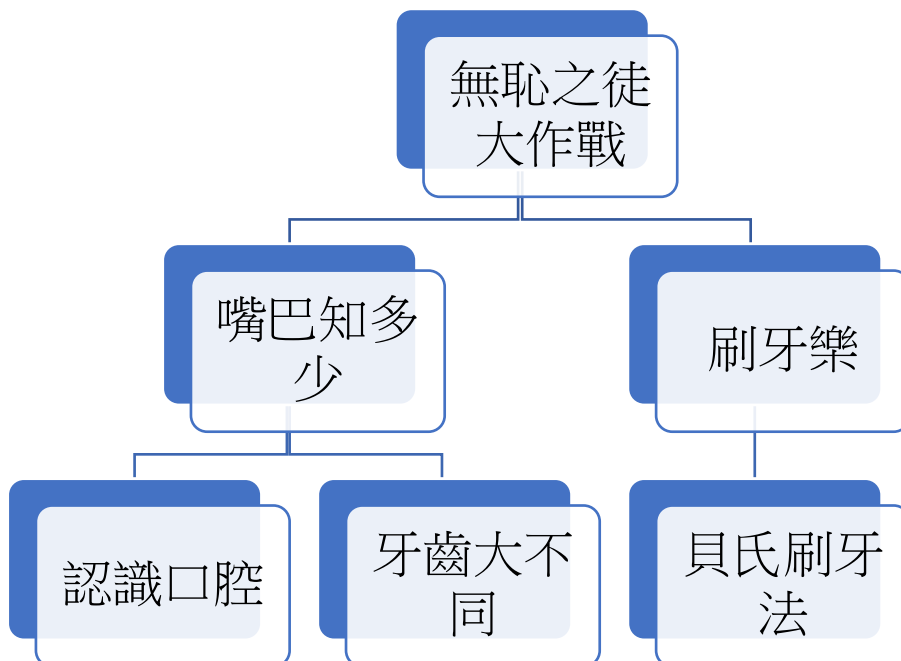 無恥之徒
大作戰
嘴巴知多
少
刷牙樂
認識口腔
牙齒大不
同
貝氏刷牙
法